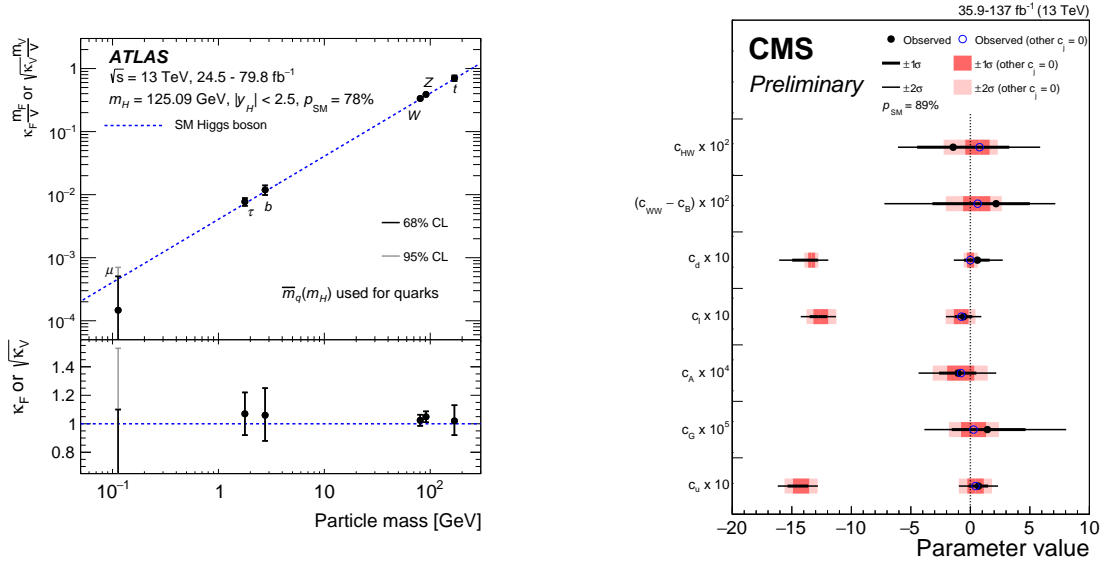 ATLAS
√s = 13 TeV, 24.5 - 79.8 fb⁻¹
m_H = 125.09 GeV, |y_H| < 2.5, p_SM = 78%
SM Higgs boson
κ_F m_F/v or √κ_V m_V/v
1
10⁻¹
10⁻²
10⁻³
10⁻⁴
μ
τ
b
W
Z
t
68% CL
95% CL
m̅_q(m_H) used for quarks
κ_F or √κ_V
1.4
1.2
1
0.8
10⁻¹ 1 10 10²
Particle mass [GeV]
35.9-137 fb⁻¹ (13 TeV)
CMS
Preliminary
Observed Observed (other c_j = 0)
±1σ ±1σ (other c_j = 0)
±2σ ±2σ (other c_j = 0)
p_SM = 89%
c_HW x 10²
(c_WW − c_B) x 10²
c_d x 10
c_l x 10
c_A x 10⁴
c_G x 10⁵
c_u x 10
−20 −15 −10 −5 0 5 10
Parameter value